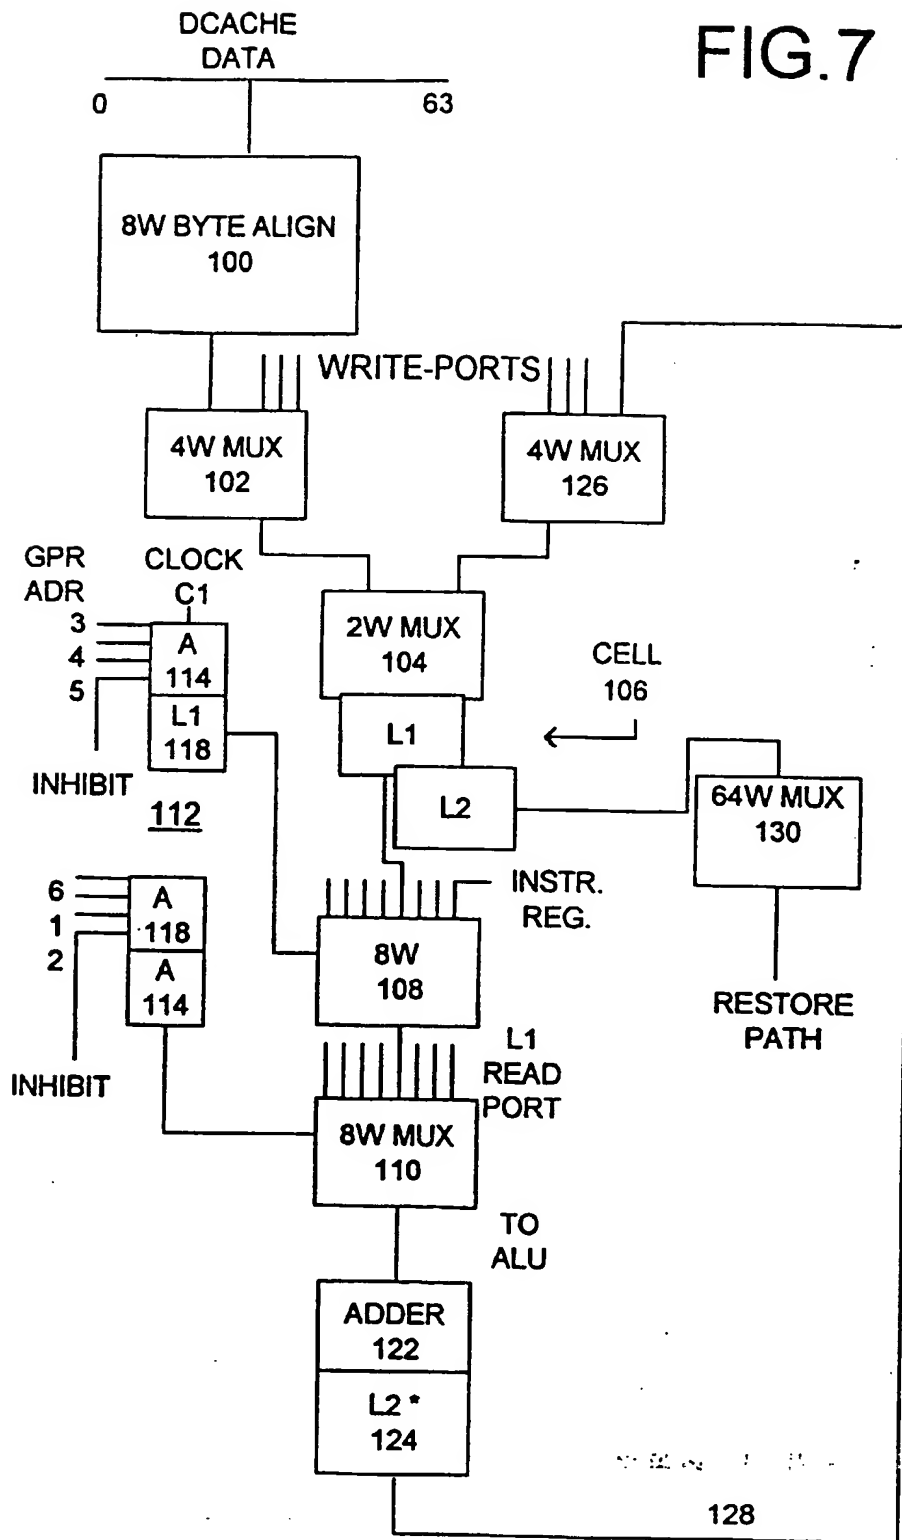 FIG.7
DCACHE
DATA
0 63
8W BYTE ALIGN
100
WRITE-PORTS
4W MUX
102
4W MUX
126
GPR
ADR
CLOCK
C1
3
4
5
A
114
L1
118
INHIBIT
112
2W MUX
104
L1
L2
CELL
106
64W MUX
130
RESTORE
PATH
6
1
2
A
118
A
114
INHIBIT
INSTR.
REG.
8W
108
L1
READ
PORT
8W MUX
110
TO
ALU
ADDER
122
L2 *
124
128